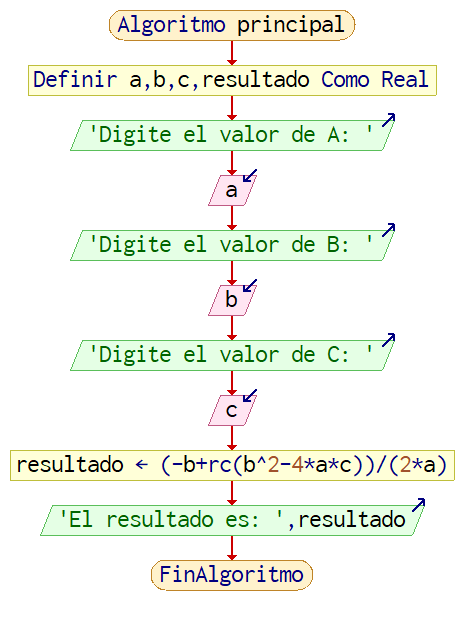 Algoritmo principal
Definir a,b,c,resultado Como Real
'Digite el valor de A: '
a
'Digite el valor de B: '
b
'Digite el valor de C: '
c
resultado ← (-b+rc(b^2-4*a*c))/(2*a)
'El resultado es: ',resultado
FinAlgoritmo